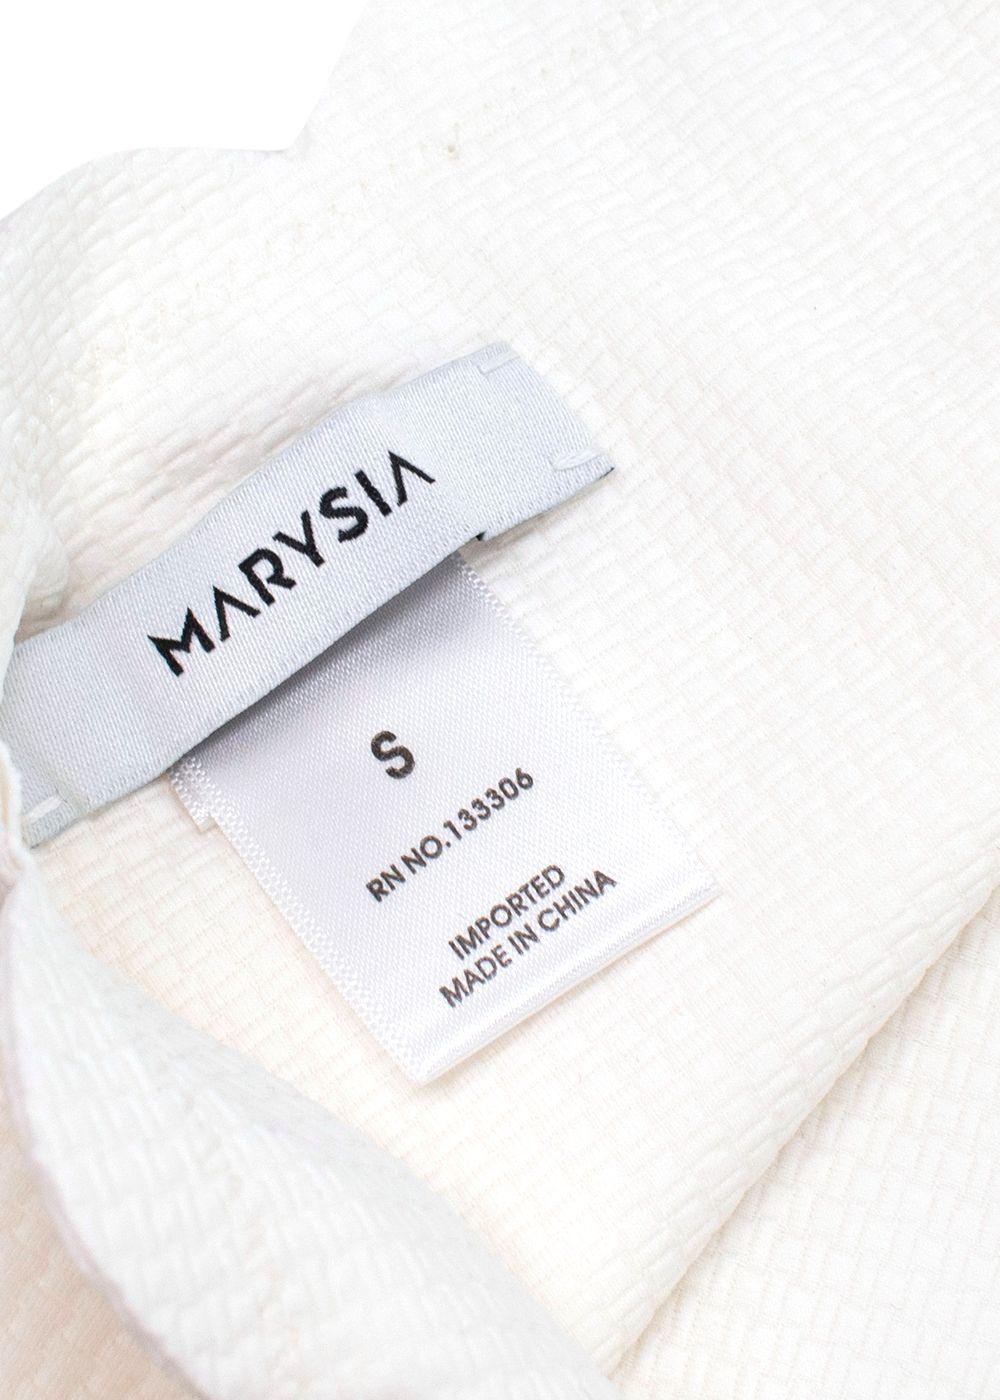 MARYSIA
S
RN NO.133306
IMPORTED
MADE IN CHINA